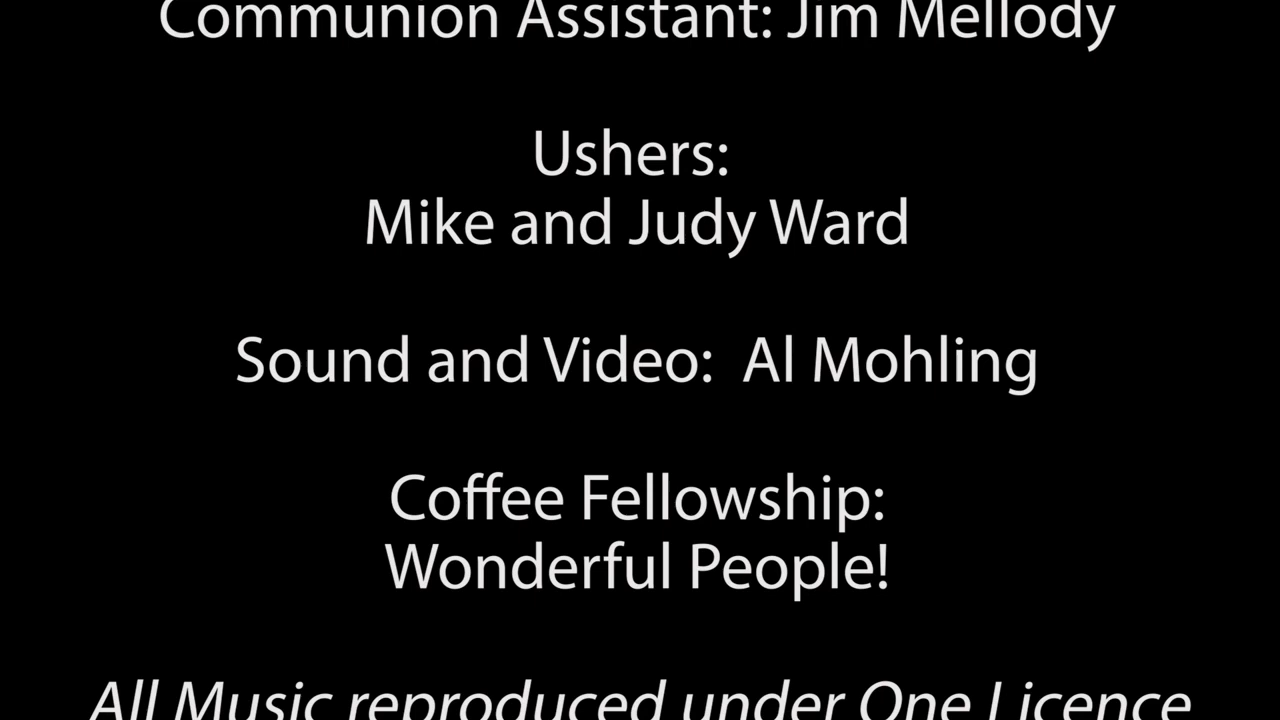 Communion Assistant: Jim Mellody
Ushers:
Mike and Judy Ward
Sound and Video:  Al Mohling
Coffee Fellowship:
Wonderful People!
All Music reproduced under One Licence